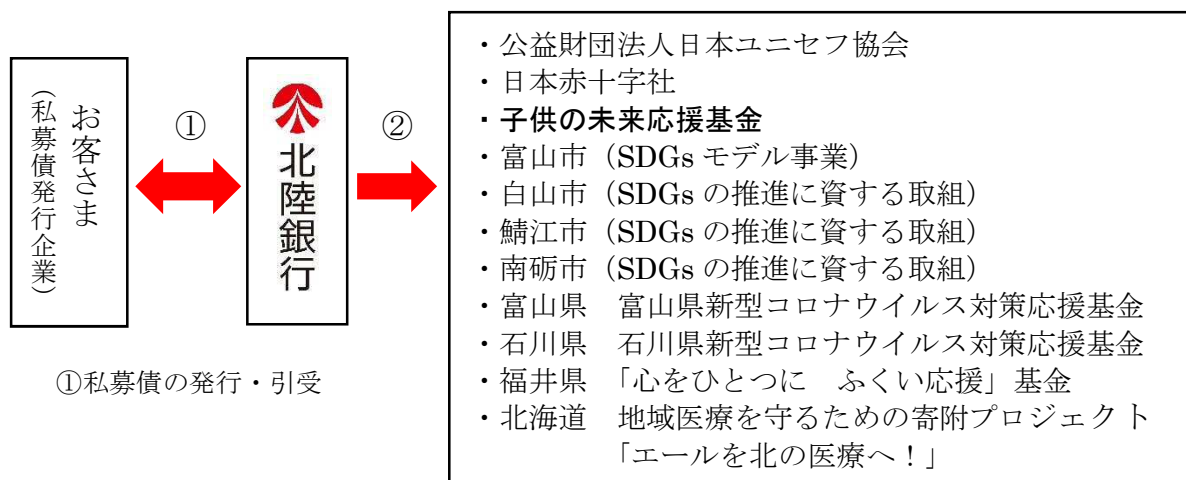 お客さま
(私募債発行企業)
①
北陸銀行
②
・公益財団法人日本ユニセフ協会
・日本赤十字社
・子供の未来応援基金
・富山市（SDGs モデル事業）
・白山市（SDGs の推進に資する取組）
・鯖江市（SDGs の推進に資する取組）
・南砺市（SDGs の推進に資する取組）
・富山県　富山県新型コロナウイルス対策応援基金
・石川県　石川県新型コロナウイルス対策応援基金
・福井県　「心をひとつに　ふくい応援」基金
・北海道　地域医療を守るための寄附プロジェクト
「エールを北の医療へ！」
①私募債の発行・引受